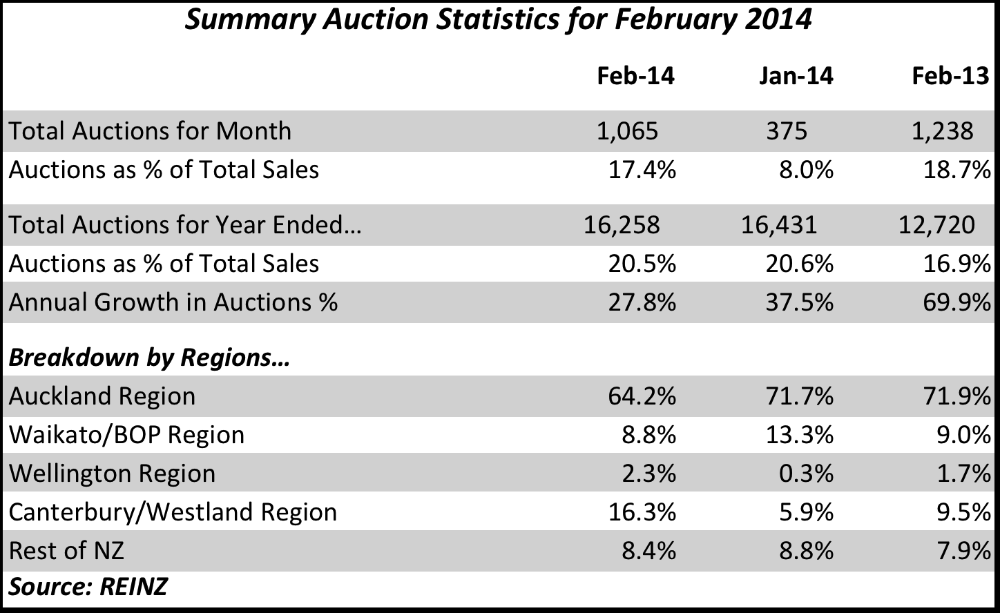 Summary Auction Statistics for February 2014
Feb-14 Jan-14 Feb-13
Total Auctions for Month 1,065 375 1,238
Auctions as % of Total Sales 17.4% 8.0% 18.7%
Total Auctions for Year Ended... 16,258 16,431 12,720
Auctions as % of Total Sales 20.5% 20.6% 16.9%
Annual Growth in Auctions % 27.8% 37.5% 69.9%
Breakdown by Regions...
Auckland Region 64.2% 71.7% 71.9%
Waikato/BOP Region 8.8% 13.3% 9.0%
Wellington Region 2.3% 0.3% 1.7%
Canterbury/Westland Region 16.3% 5.9% 9.5%
Rest of NZ 8.4% 8.8% 7.9%
Source: REINZ